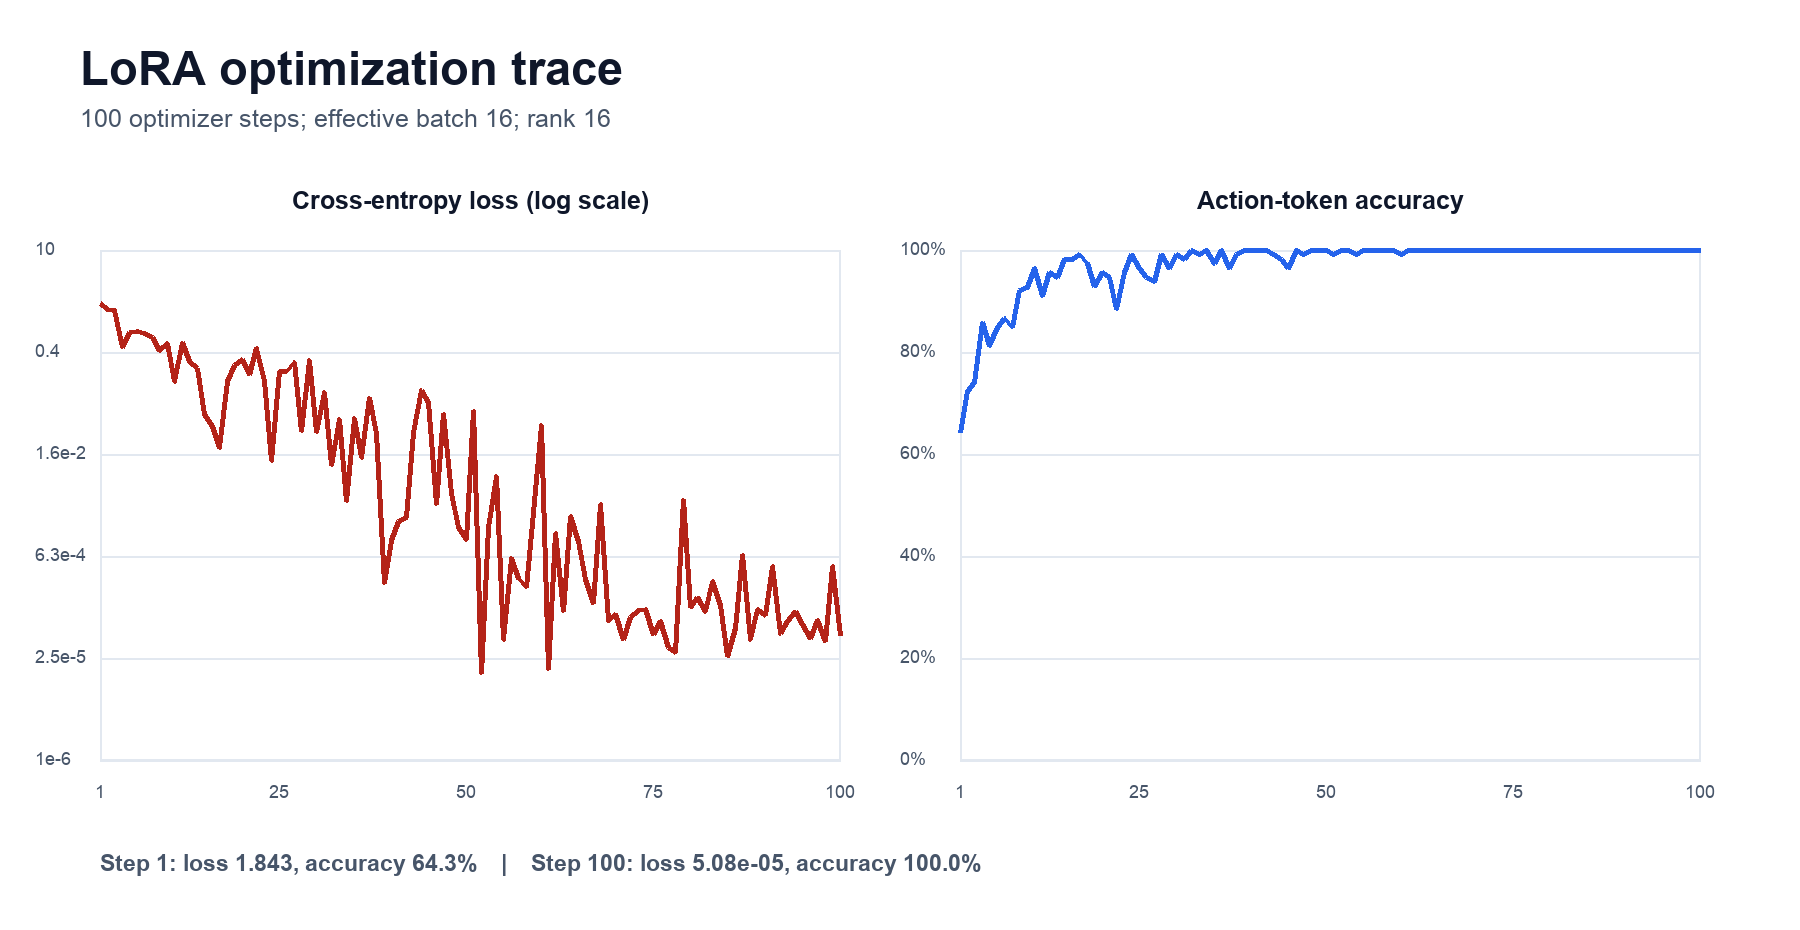 LoRA optimization trace
100 optimizer steps; effective batch 16; rank 16
Cross-entropy loss (log scale)
10
0.4
1.6e-2
6.3e-4
2.5e-5
1e-6
1 25 50 75 100
Action-token accuracy
100%
80%
60%
40%
20%
0%
1 25 50 75 100
Step 1: loss 1.843, accuracy 64.3% | Step 100: loss 5.08e-05, accuracy 100.0%